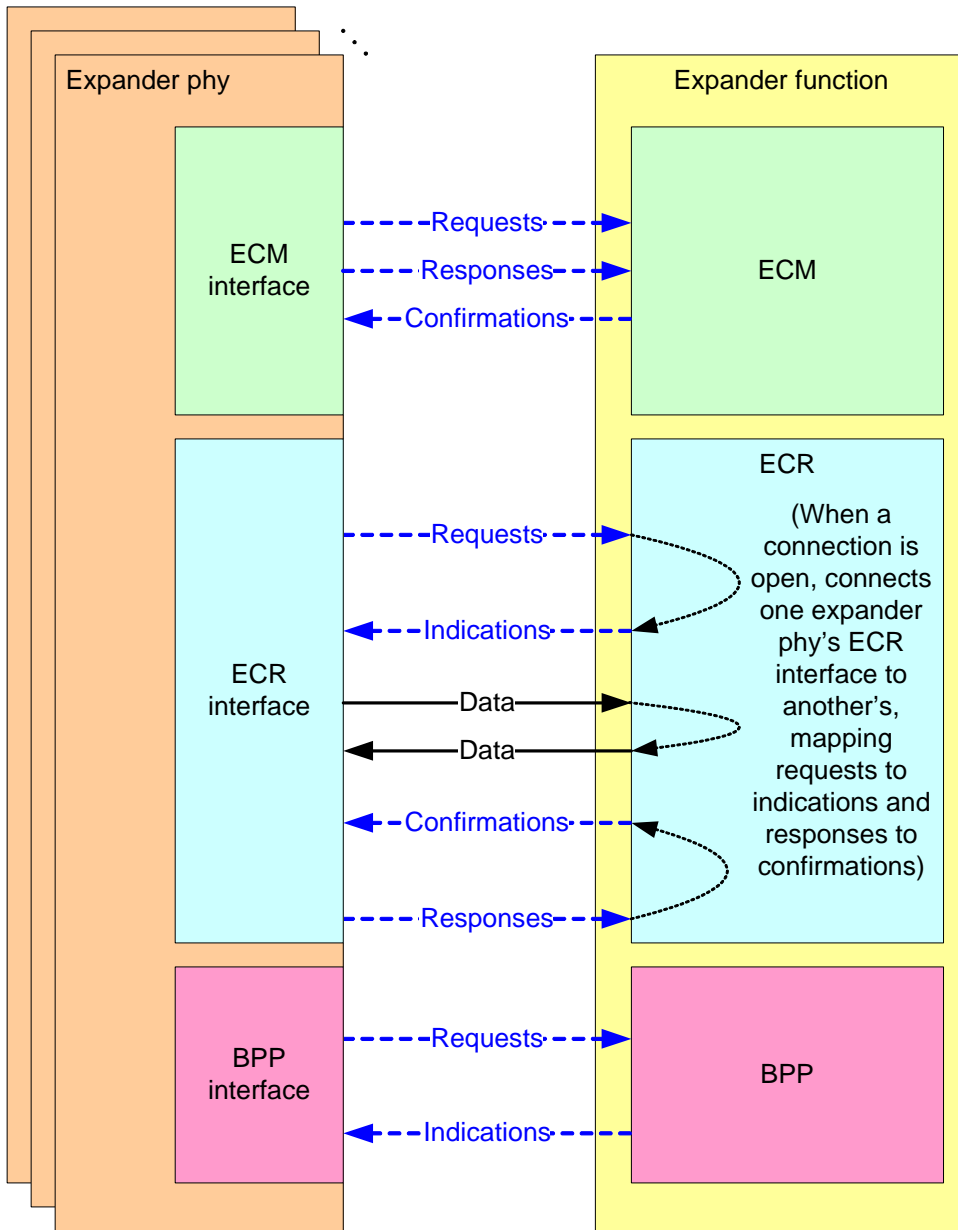 Expander phy
Expander function
ECM
interface
Requests
Responses
Confirmations
ECM
ECR
interface
Requests
Indications
Data
Data
Confirmations
Responses
ECR
(When a
connection is
open, connects
one expander
phy's ECR
interface to
another's,
mapping
requests to
indications and
responses to
confirmations)
BPP
interface
Requests
Indications
BPP